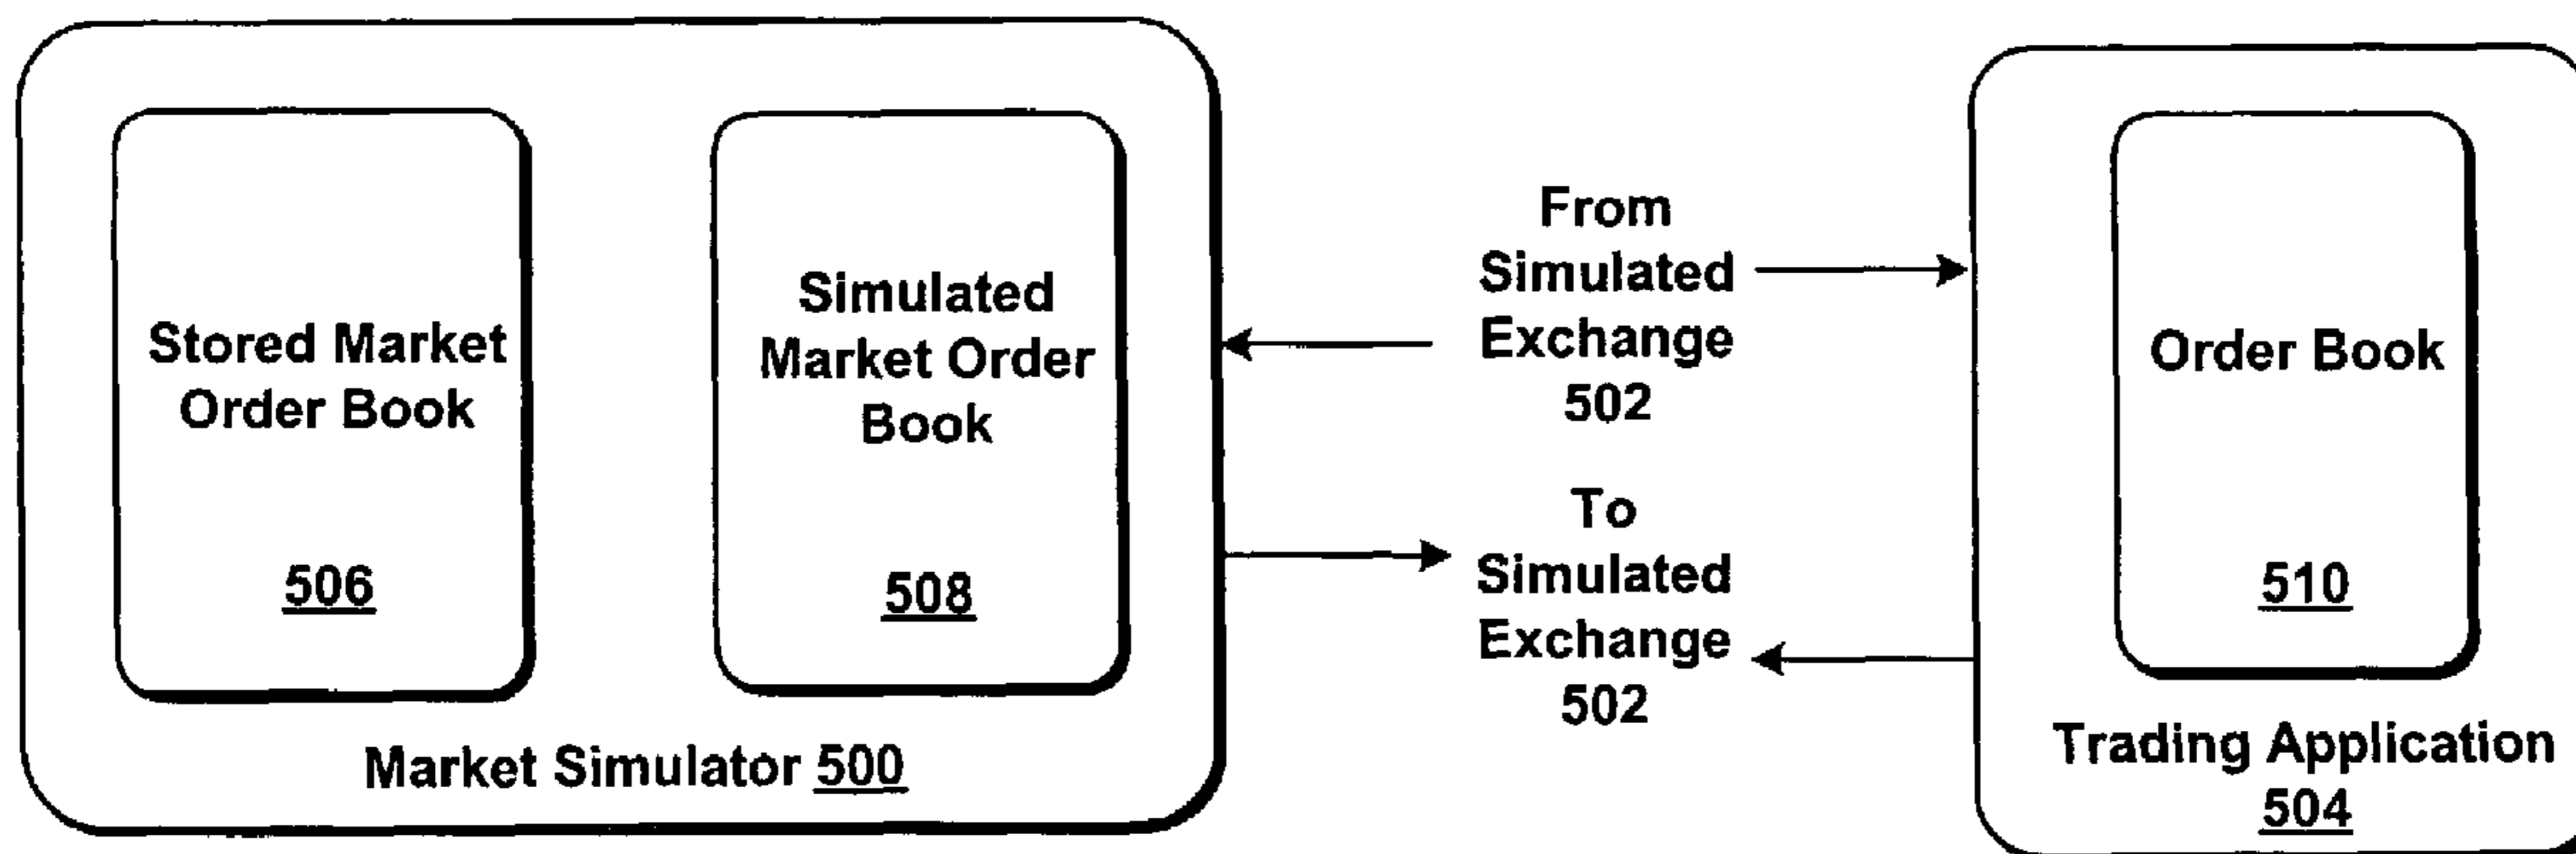 Stored Market
Order Book
506
Simulated
Market Order
Book
508
Market Simulator 500
From
Simulated
Exchange
502
To
Simulated
Exchange
502
Order Book
510
Trading Application
504